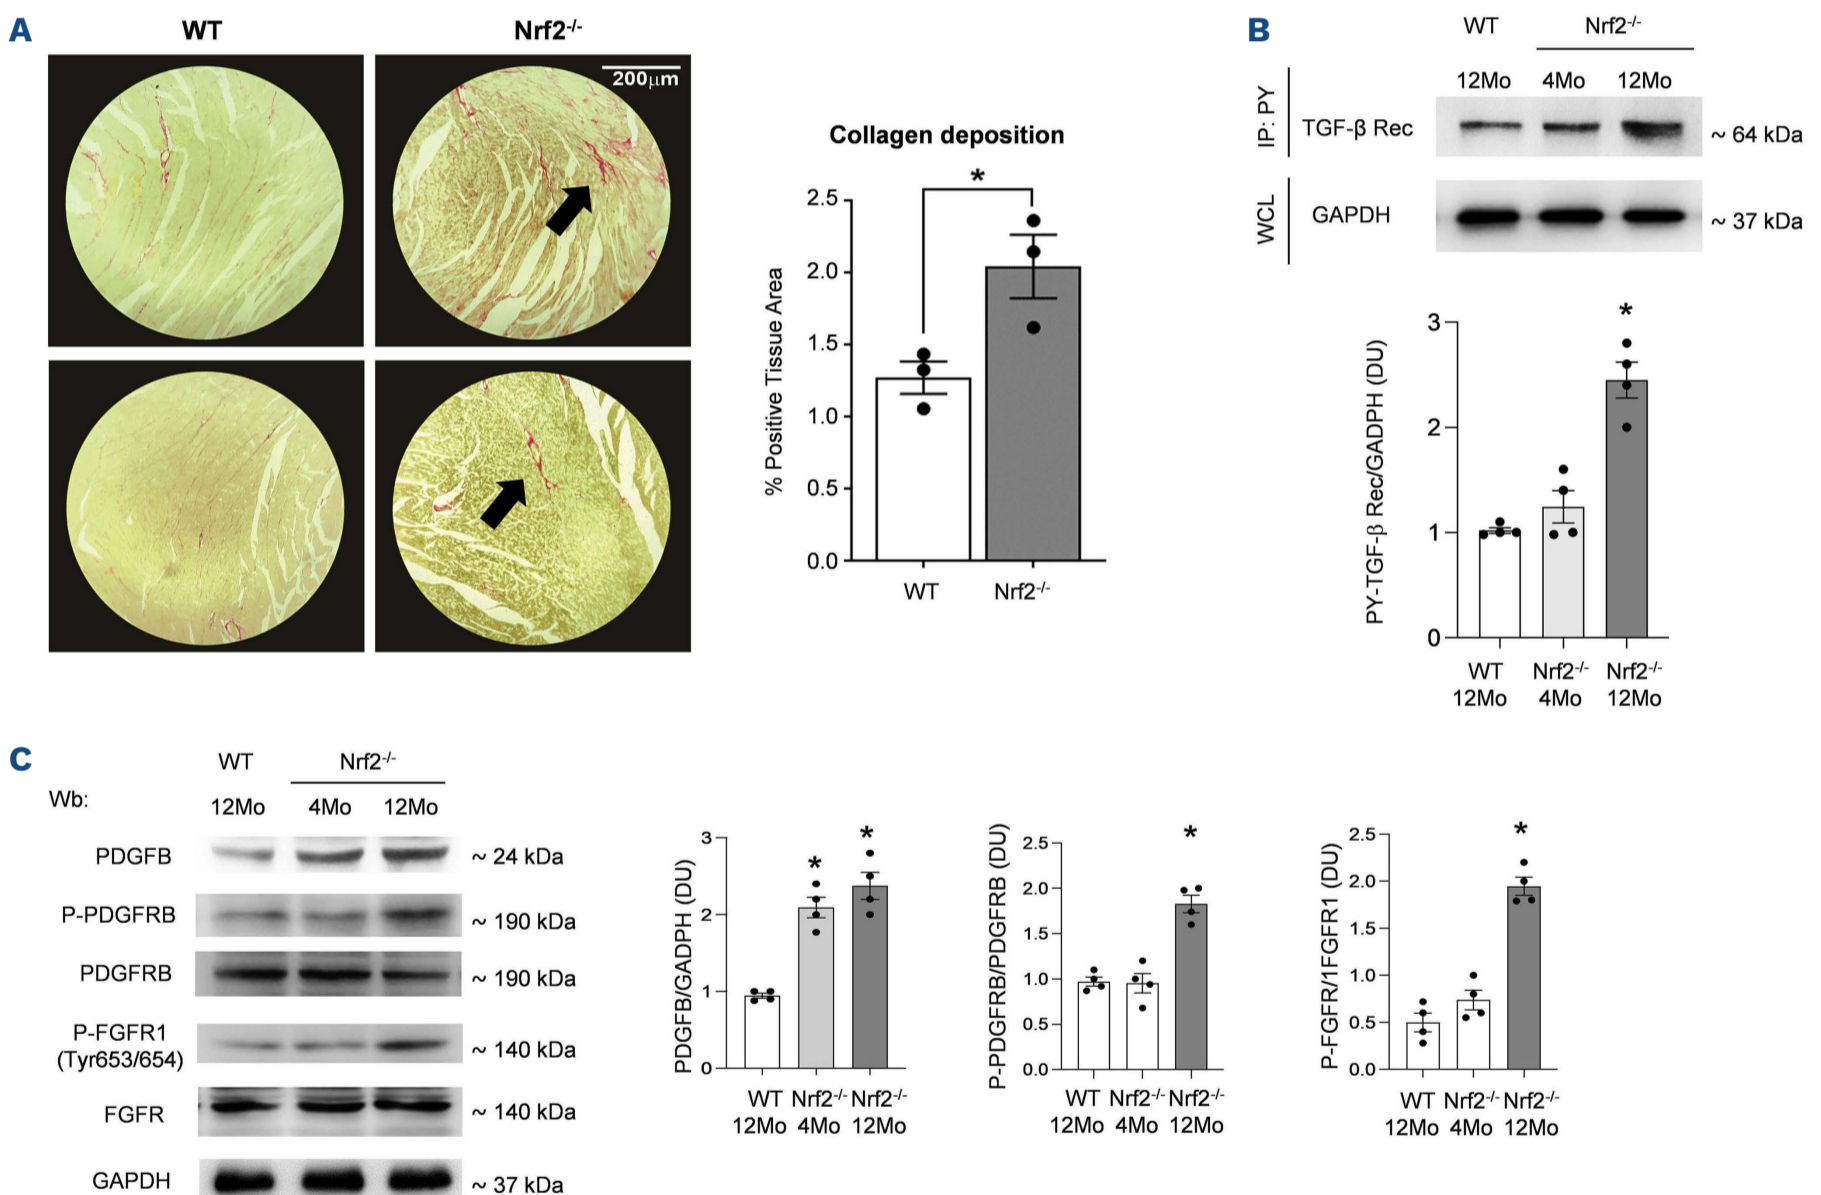 A
WT
Nrf2-/-
200µm
Collagen deposition
*
% Positive Tissue Area
2.5
2.0
1.5
1.0
0.5
0.0
WT
Nrf2-/-
B
WT
Nrf2-/-
12Mo
4Mo
12Mo
IP: PY
TGF-β Rec
~ 64 kDa
WCL
GAPDH
~ 37 kDa
PY-TGF-β Rec/GADPH (DU)
3
2
1
0
*
WT
12Mo
Nrf2-/-
4Mo
Nrf2-/-
12Mo
C
WT
Nrf2-/-
Wb:
12Mo
4Mo
12Mo
PDGFB
~ 24 kDa
P-PDGFRB
~ 190 kDa
PDGFRB
~ 190 kDa
P-FGFR1
(Tyr653/654)
~ 140 kDa
FGFR
~ 140 kDa
GAPDH
~ 37 kDa
PDGFB/GADPH (DU)
3
2
1
0
*
*
WT
12Mo
Nrf2-/-
4Mo
Nrf2-/-
12Mo
P-PDGFRB/PDGFRB (DU)
2.5
2.0
1.5
1.0
0.5
0.0
*
WT
12Mo
Nrf2-/-
4Mo
Nrf2-/-
12Mo
P-FGFR/1FGFR1 (DU)
2.5
2.0
1.5
1.0
0.5
0.0
*
WT
12Mo
Nrf2-/-
4Mo
Nrf2-/-
12Mo